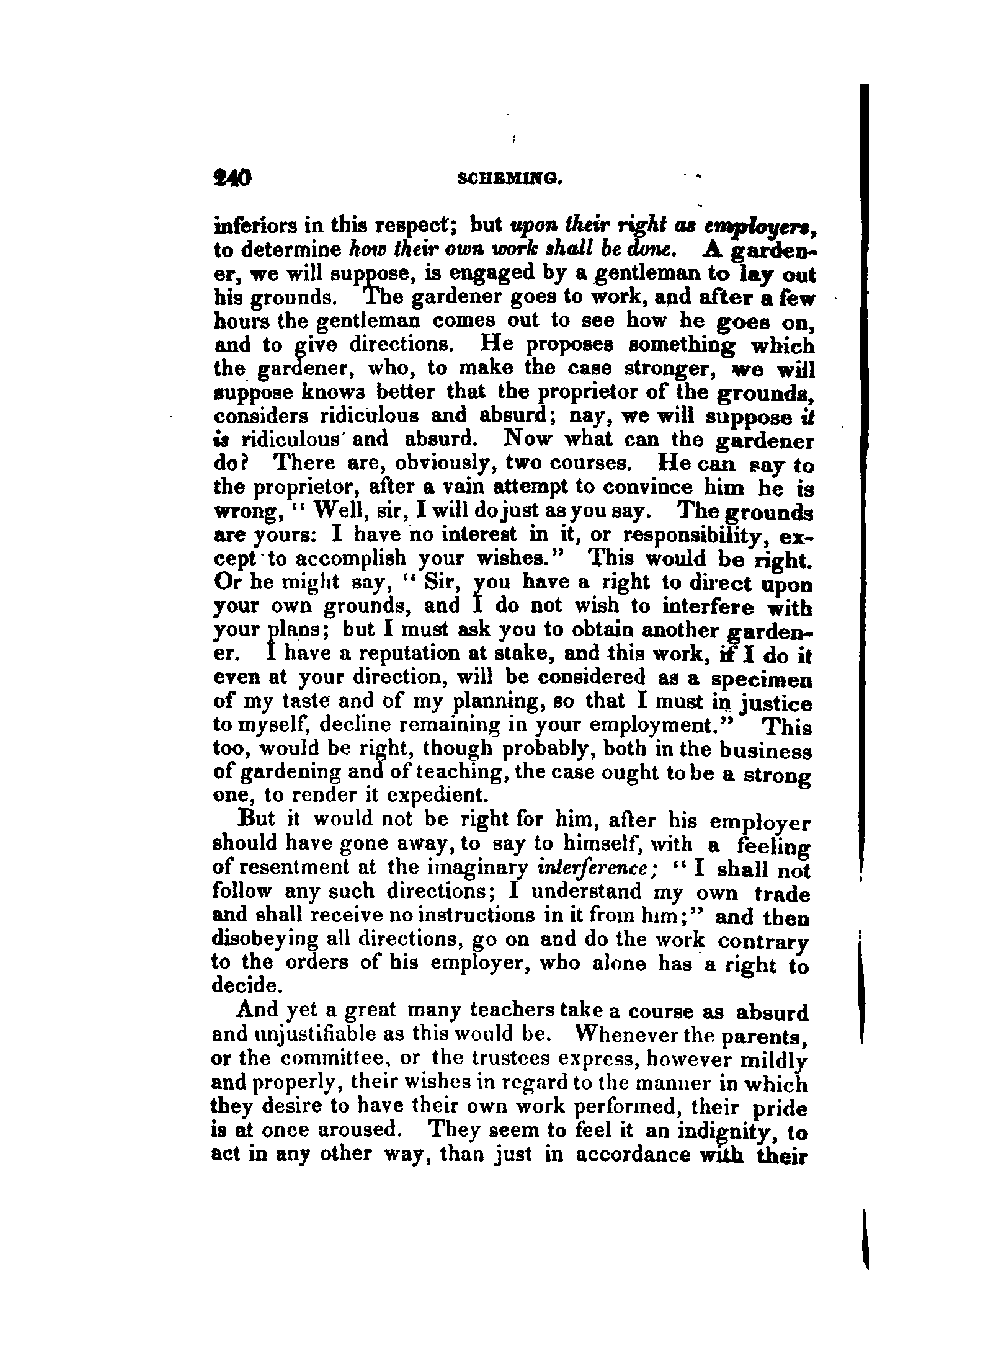 240 SCHEMING.
inferiors in this respect; but upon their right as employers,
to determine how their own work shall be done. A garden-
er, we will suppose, is engaged by a gentleman to lay out
his grounds. The gardener goes to work, and after a few
hours the gentleman comes out to see how he goes on,
and to give directions. He proposes something which
the gardener, who, to make the case stronger, we will
suppose knows better that the proprietor of the grounds,
considers ridiculous and absurd; nay, we will suppose it
is ridiculous and absurd. Now what can the gardener
do? There are, obviously, two courses. He can say to
the proprietor, after a vain attempt to convince him he is
wrong, "Well, sir, I will do just as you say. The grounds
are yours: I have no interest in it, or responsibility, ex-
cept to accomplish your wishes." This would be right.
Or he might say, "Sir, you have a right to direct upon
your own grounds, and I do not wish to interfere with
your plans; but I must ask you to obtain another garden-
er. I have a reputation at stake, and this work, if I do it
even at your direction, will be considered as a specimen
of my taste and of my planning, so that I must in justice
to myself, decline remaining in your employment." This
too, would be right, though probably, both in the business
of gardening and of teaching, the case ought to be a strong
one, to render it expedient.
But it would not be right for him, after his employer
should have gone away, to say to himself, with a feeling
of resentment at the imaginary interference; "I shall not
follow any such directions; I understand my own trade
and shall receive no instructions in it from him;" and then
disobeying all directions, go on and do the work contrary
to the orders of his employer, who alone has a right to
decide.
And yet a great many teachers take a course as absurd
and unjustifiable as this would be. Whenever the parents,
or the committee, or the trustees express, however mildly
and properly, their wishes in regard to the manner in which
they desire to have their own work performed, their pride
is at once aroused. They seem to feel it an indignity, to
act in any other way, than just in accordance with their